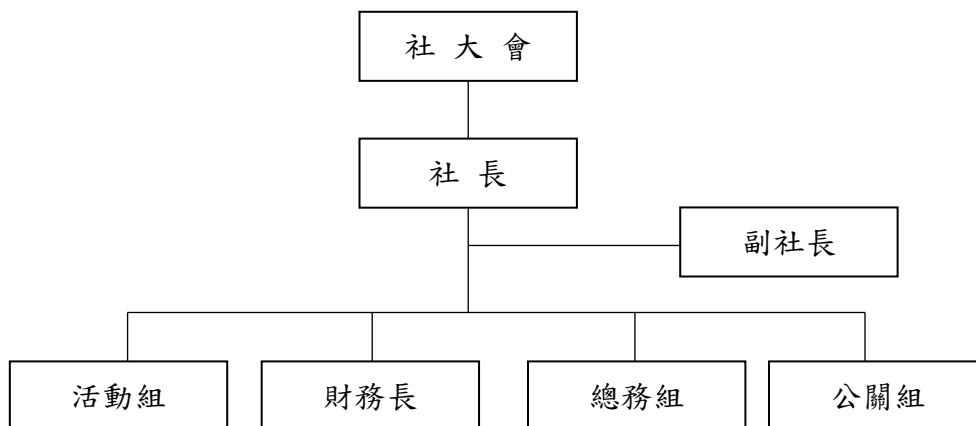 社 大 會
社 長
副社長
活動組
財務長
總務組
公關組